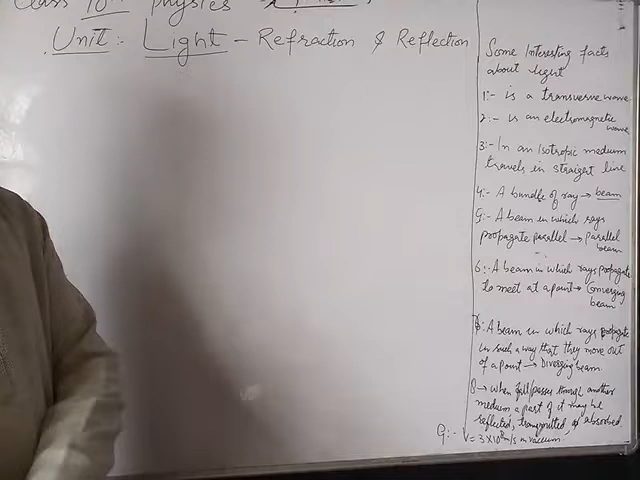 Class 10th Physics
Unit:- Light - Refraction & Reflection
Some Interesting facts
about light
1:- is a transverse wave
2:- is an electromagnetic
wave
3:- In an Isotropic medium
travels in straight line
4:- A bundle of ray → beam
5:- A beam in which rays
propagate parallel → parallel
beam
6:- A beam in which rays propagate
to meet at a point → Converging
beam
A beam in which rays propagate
in such a way that they move out
of a point → Diverging beam.
8 → when fall/passes through another
medium a part of it may be
reflected, transmitted, or absorbed
9:- V = 3×10⁸ m/s in vacuum.